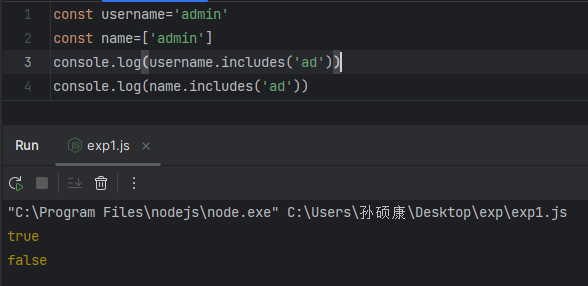 1 const username='admin'
2 const name=['admin']
3 console.log(username.includes('ad'))
4 console.log(name.includes('ad'))
Run exp1.js ×
"C:\Program Files\nodejs\node.exe" C:\Users\孙硕康\Desktop\exp\exp1.js
true
false